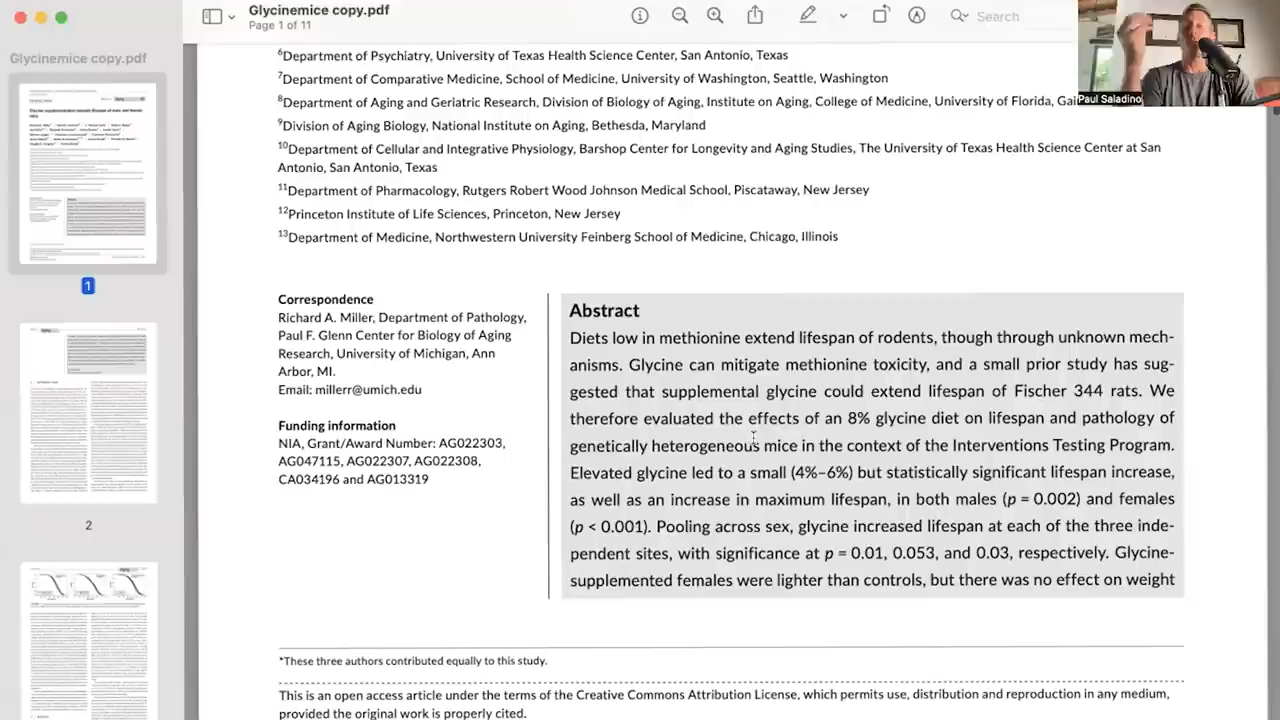 Glycinemice copy.pdf
Page 1 of 11
Search
Paul Saladino
Glycinemice copy.pdf
1
2
⁶Department of Psychiatry, University of Texas Health Science Center, San Antonio, Texas
⁷Department of Comparative Medicine, School of Medicine, University of Washington, Seattle, Washington
⁸Department of Aging and Geriatric Research, Division of Biology of Aging, Institute on Aging, College of Medicine, University of Florida, Gai
⁹Division of Aging Biology, National Institute on Aging, Bethesda, Maryland
¹⁰Department of Cellular and Integrative Physiology, Barshop Center for Longevity and Aging Studies, The University of Texas Health Science Center at San
Antonio, San Antonio, Texas
¹¹Department of Pharmacology, Rutgers Robert Wood Johnson Medical School, Piscataway, New Jersey
¹²Princeton Institute of Life Sciences, Princeton, New Jersey
¹³Department of Medicine, Northwestern University Feinberg School of Medicine, Chicago, Illinois
Correspondence
Richard A. Miller, Department of Pathology,
Paul F. Glenn Center for Biology of Aging
Research, University of Michigan, Ann
Arbor, MI.
Email: millerr@umich.edu
Funding information
NIA, Grant/Award Number: AG022303,
AG047115, AG022307, AG022308,
CA034196 and AG013319
Abstract
Diets low in methionine extend lifespan of rodents, though through unknown mech-
anisms. Glycine can mitigate methionine toxicity, and a small prior study has sug-
gested that supplemental glycine could extend lifespan of Fischer 344 rats. We
therefore evaluated the effects of an 8% glycine diet on lifespan and pathology of
genetically heterogeneous mice in the context of the Interventions Testing Program.
Elevated glycine led to a small (4%–6%) but statistically significant lifespan increase,
as well as an increase in maximum lifespan, in both males (p = 0.002) and females
(p < 0.001). Pooling across sex, glycine increased lifespan at each of the three inde-
pendent sites, with significance at p = 0.01, 0.053, and 0.03, respectively. Glycine-
supplemented females were lighter than controls, but there was no effect on weight
*These three authors contributed equally to this study.
This is an open access article under the terms of the Creative Commons Attribution License, which permits use, distribution and reproduction in any medium,
provided the original work is properly cited.